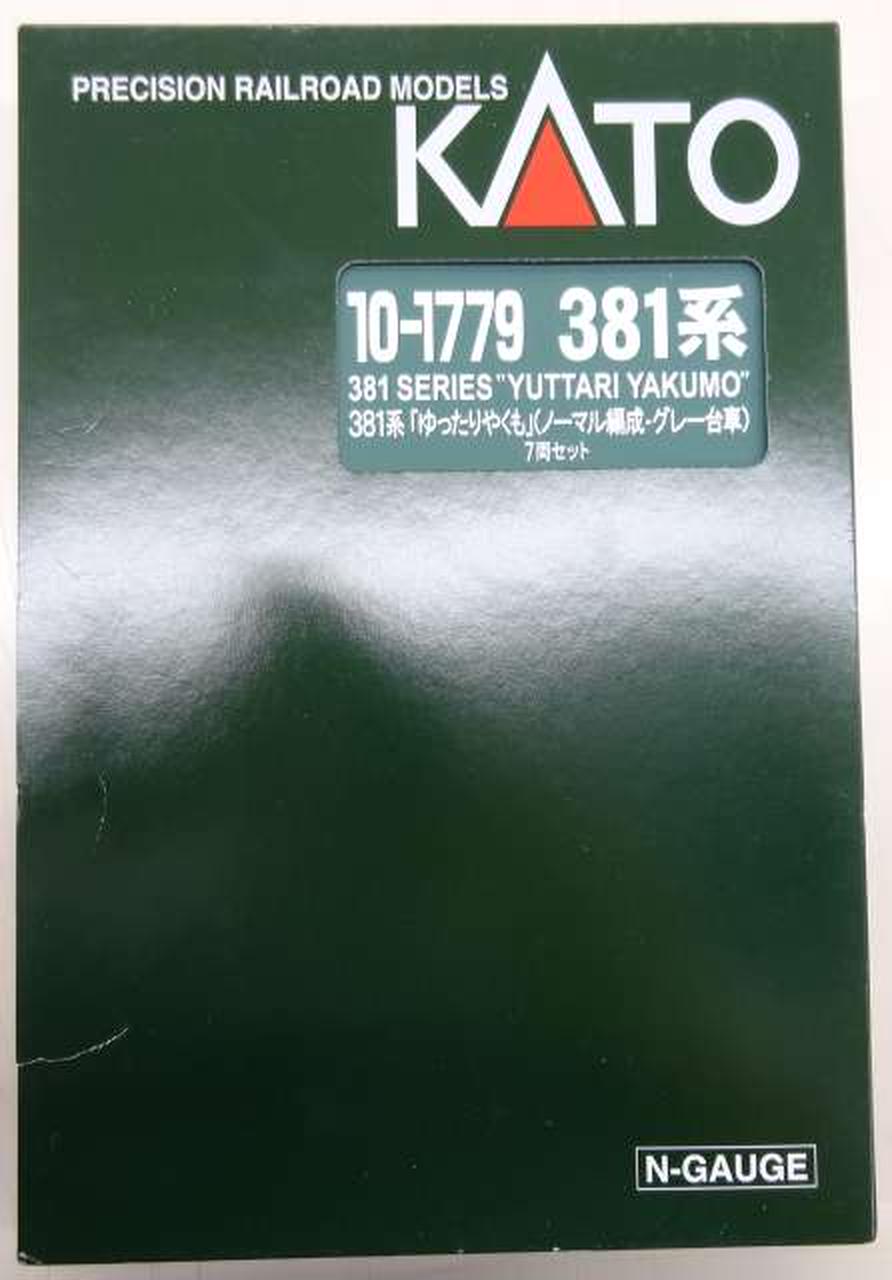 PRECISION RAILROAD MODELS
KATO
10-1779 381系
381 SERIES "YUTTARI YAKUMO"
381系「ゆったりやくも」(ノーマル編成・グレー台車)
7両セット
N-GAUGE